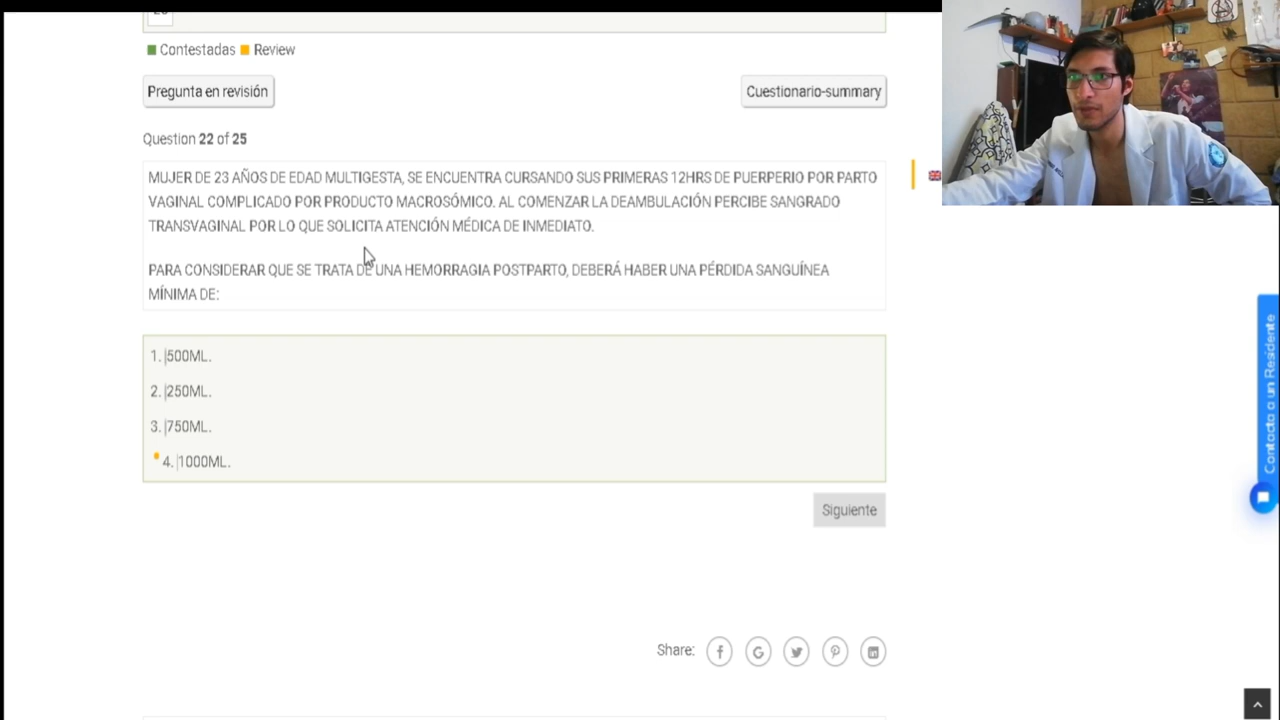 Contestadas Review
Pregunta en revisión
Cuestionario-summary
Question 22 of 25
MUJER DE 23 AÑOS DE EDAD MULTIGESTA, SE ENCUENTRA CURSANDO SUS PRIMERAS 12HRS DE PUERPERIO POR PARTO
VAGINAL COMPLICADO POR PRODUCTO MACROSÓMICO. AL COMENZAR LA DEAMBULACIÓN PERCIBE SANGRADO
TRANSVAGINAL POR LO QUE SOLICITA ATENCIÓN MÉDICA DE INMEDIATO.
PARA CONSIDERAR QUE SE TRATA DE UNA HEMORRAGIA POSTPARTO, DEBERÁ HABER UNA PÉRDIDA SANGUÍNEA
MÍNIMA DE:
1. 500ML.
2. 250ML.
3. 750ML.
4. 1000ML.
Siguiente
Contacta a un Residente
Share: